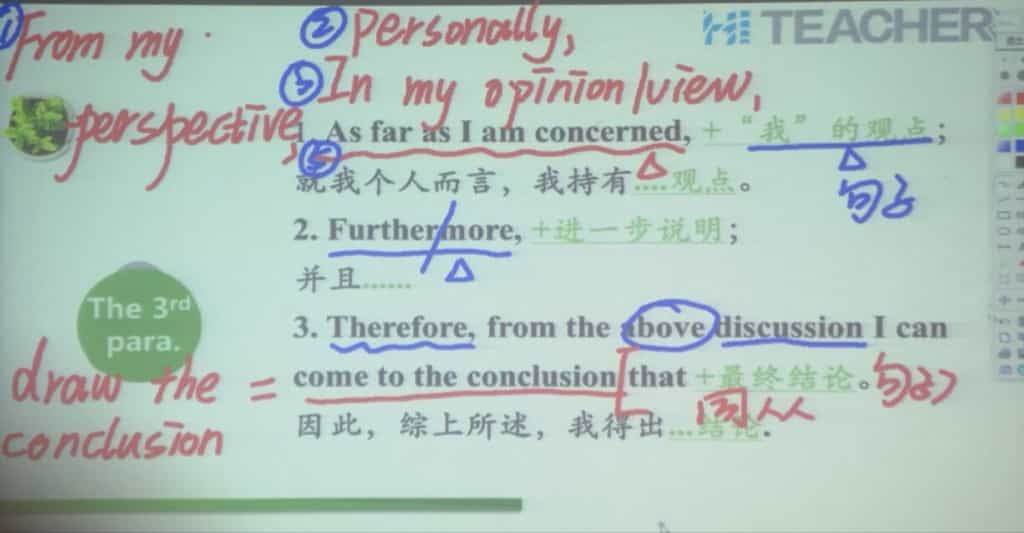 ① From my
perspective,
② Personally,
③ In my opinion/view,
HI TEACHER
1. As far as I am concerned, + “我” 的观点;
就我个人而言，我持有....观点。
句子
2. Furthermore, +进一步说明;
并且......
The 3rd
para.
3. Therefore, from the above discussion I can
come to the conclusion that +最终结论。
句子
draw the =
conclusion
因此，综上所述，我得出...结论.